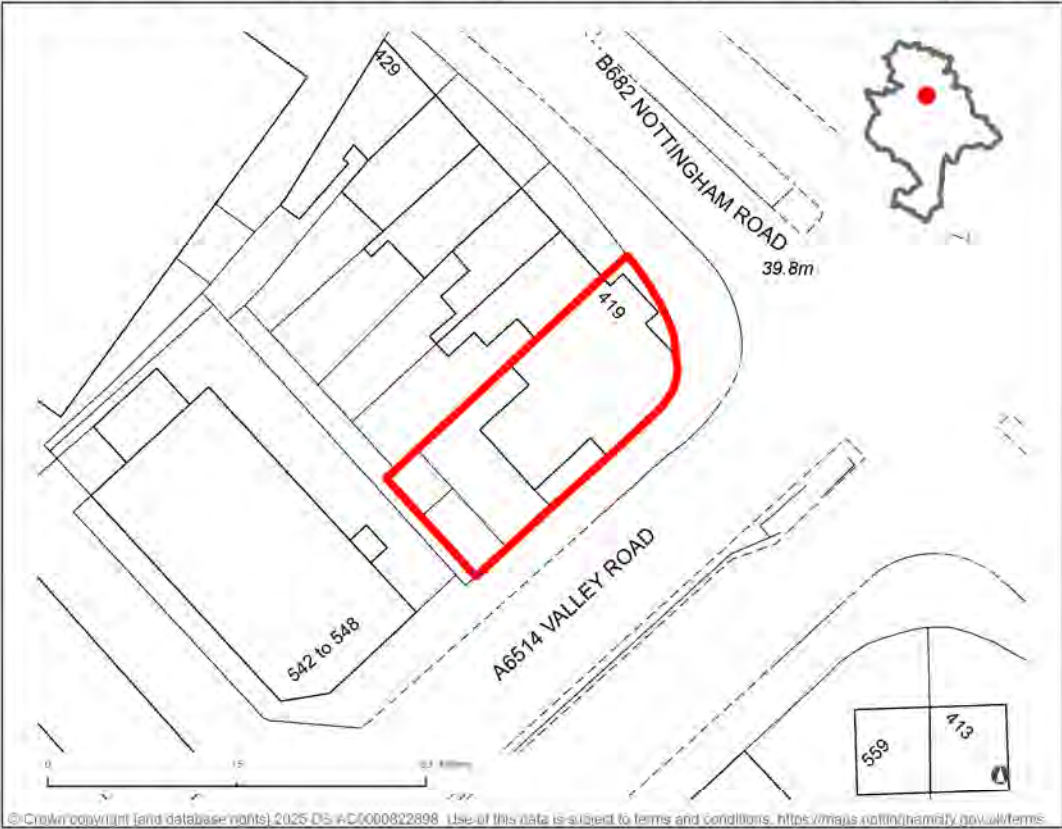 429
B682 NOTTINGHAM ROAD
39.8m
419
A6514 VALLEY ROAD
542 to 548
413
559
0
15
© Crown copyright [and database rights] 2025 OS AC0000822898. Use of this data is subject to terms and conditions,